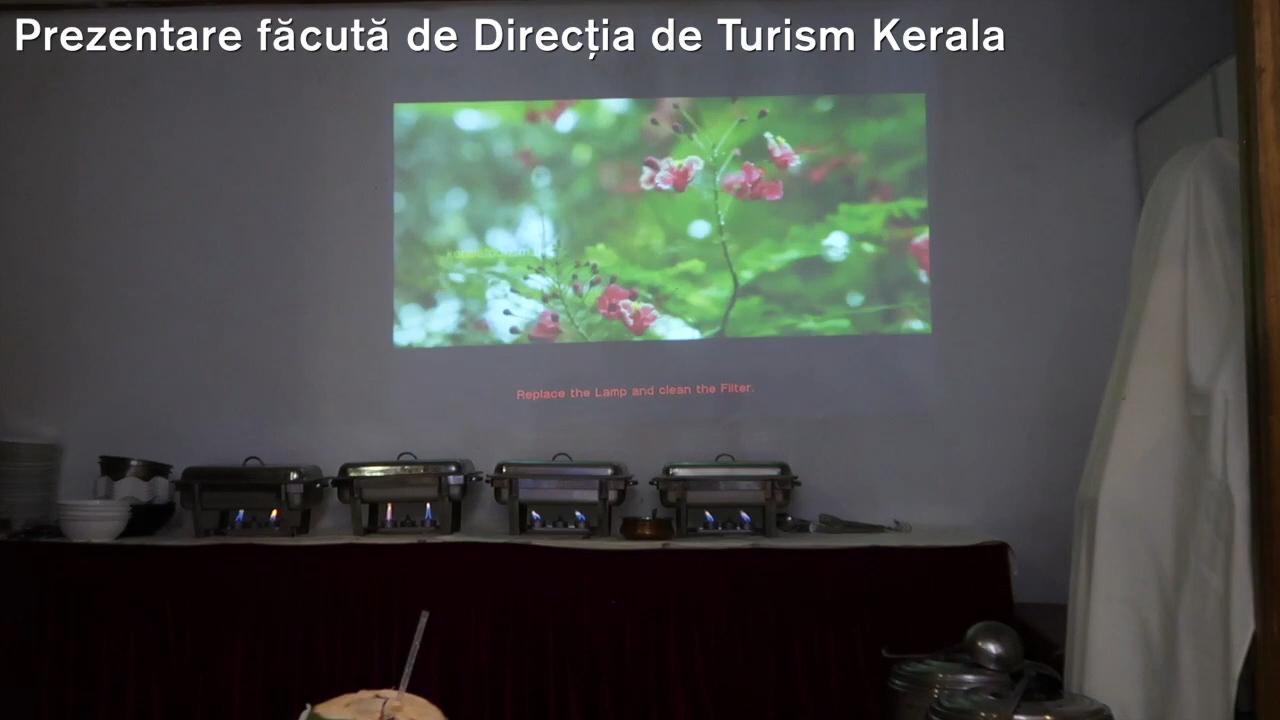 Prezentare făcută de Direcția de Turism Kerala
Replace the Lamp and clean the Filter.